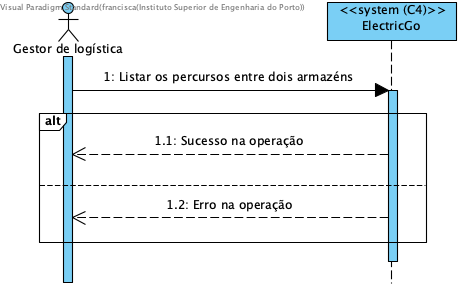 Visual Paradigm Standard(francisca(Instituto Superior de Engenharia do Porto))
<<system (C4)>>
ElectricGo
Gestor de logística
1: Listar os percursos entre dois armazéns
alt
1.1: Sucesso na operação
1.2: Erro na operação